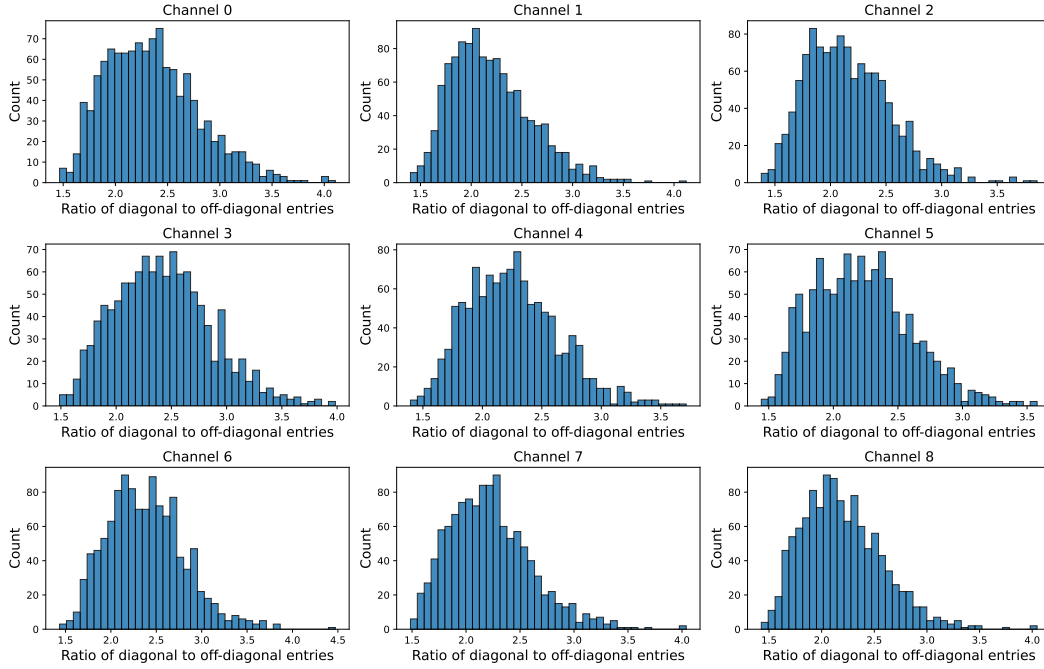 Channel 0
Channel 1
Channel 2
Count
70
60
50
40
30
20
10
0
1.5 2.0 2.5 3.0 3.5 4.0
Ratio of diagonal to off-diagonal entries
Count
80
60
40
20
0
1.5 2.0 2.5 3.0 3.5 4.0
Ratio of diagonal to off-diagonal entries
Count
80
60
40
20
0
1.5 2.0 2.5 3.0 3.5
Ratio of diagonal to off-diagonal entries
Channel 3
Channel 4
Channel 5
Count
70
60
50
40
30
20
10
0
1.5 2.0 2.5 3.0 3.5 4.0
Ratio of diagonal to off-diagonal entries
Count
80
60
40
20
0
1.5 2.0 2.5 3.0 3.5
Ratio of diagonal to off-diagonal entries
Count
70
60
50
40
30
20
10
0
1.5 2.0 2.5 3.0 3.5
Ratio of diagonal to off-diagonal entries
Channel 6
Channel 7
Channel 8
Count
80
60
40
20
0
1.5 2.0 2.5 3.0 3.5 4.0 4.5
Ratio of diagonal to off-diagonal entries
Count
80
60
40
20
0
1.5 2.0 2.5 3.0 3.5 4.0
Ratio of diagonal to off-diagonal entries
Count
80
60
40
20
0
1.5 2.0 2.5 3.0 3.5 4.0
Ratio of diagonal to off-diagonal entries